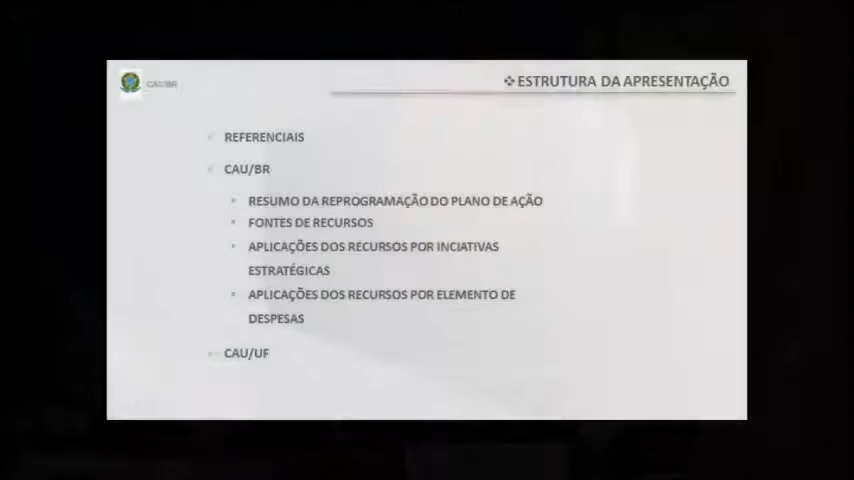 CAU/BR
❖ESTRUTURA DA APRESENTAÇÃO
REFERENCIAIS
CAU/BR
RESUMO DA REPROGRAMAÇÃO DO PLANO DE AÇÃO
FONTES DE RECURSOS
APLICAÇÕES DOS RECURSOS POR INCIATIVAS
ESTRATÉGICAS
APLICAÇÕES DOS RECURSOS POR ELEMENTO DE
DESPESAS
CAU/UF